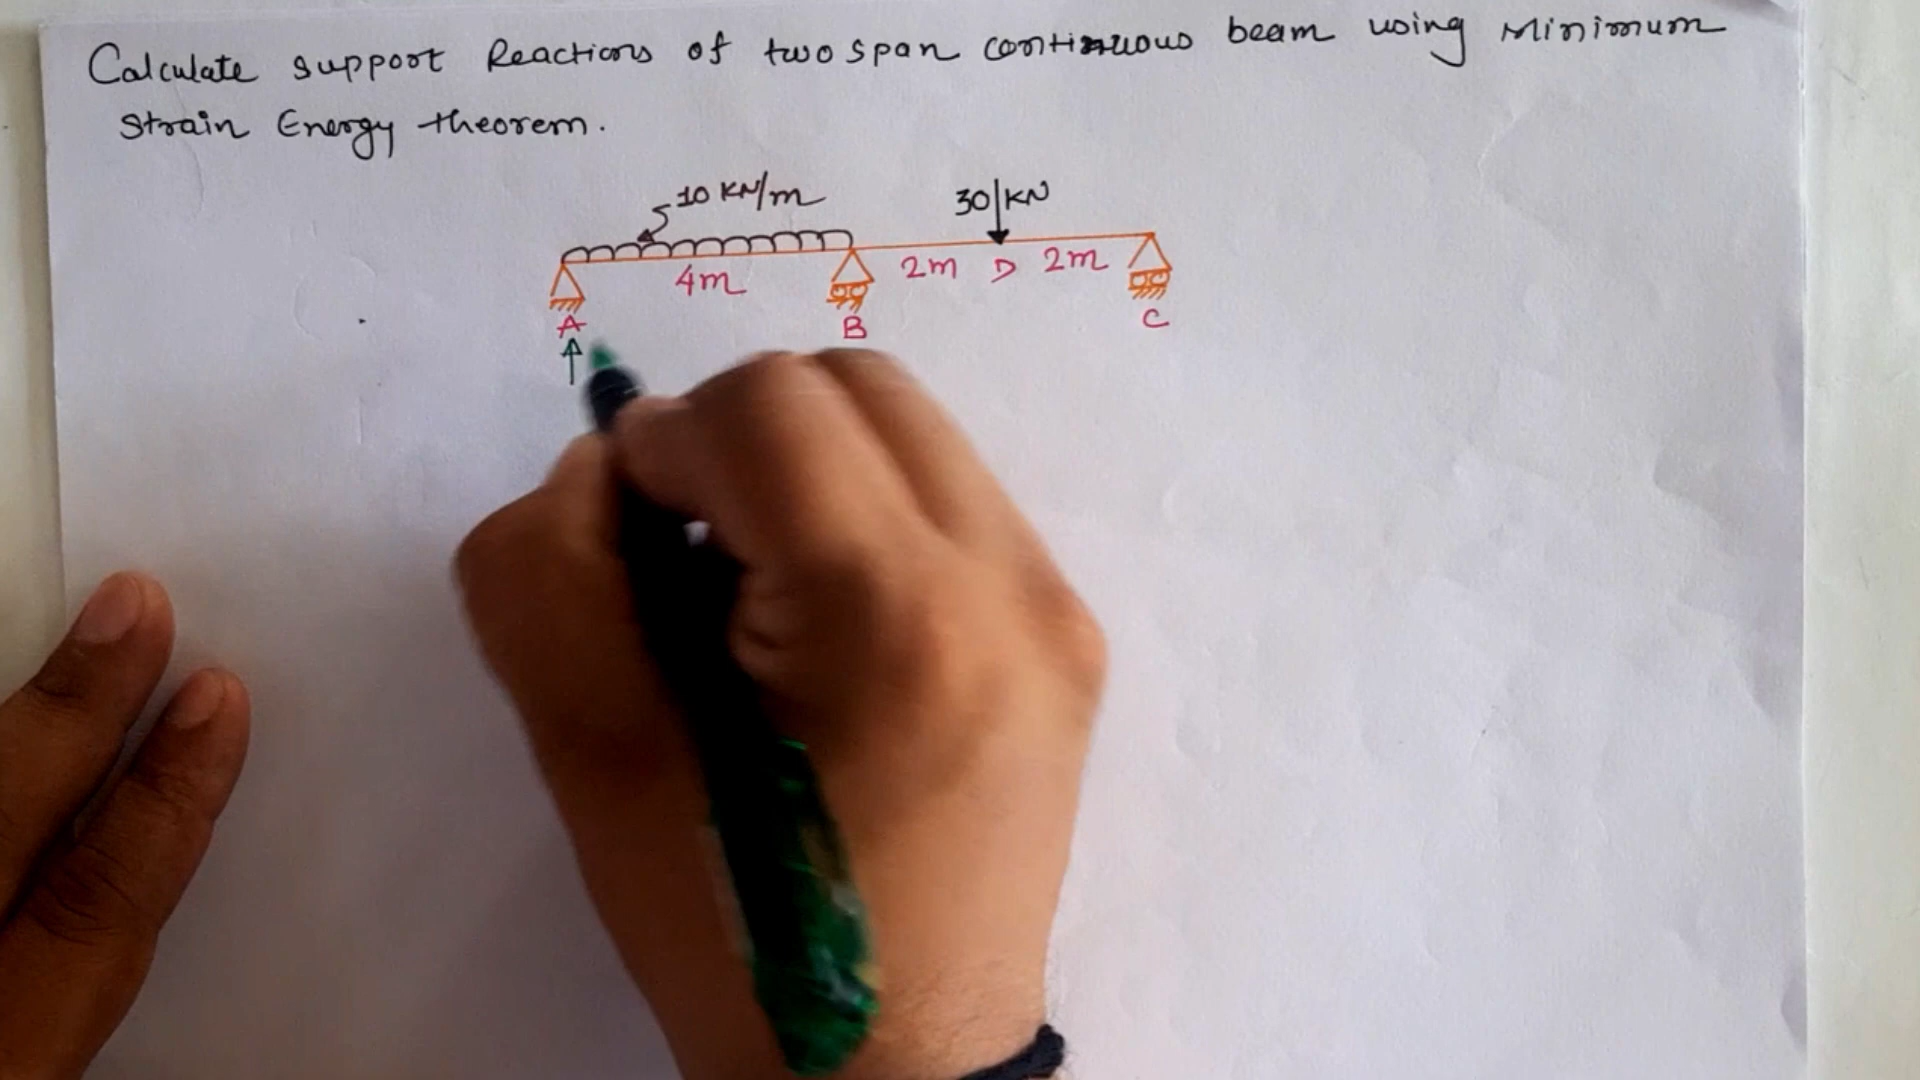 Calculate support Reactions of two span continuous beam using Minimum
Strain Energy theorem.
10 KN/m
30 KN
4m
2m D 2m
A
B
C